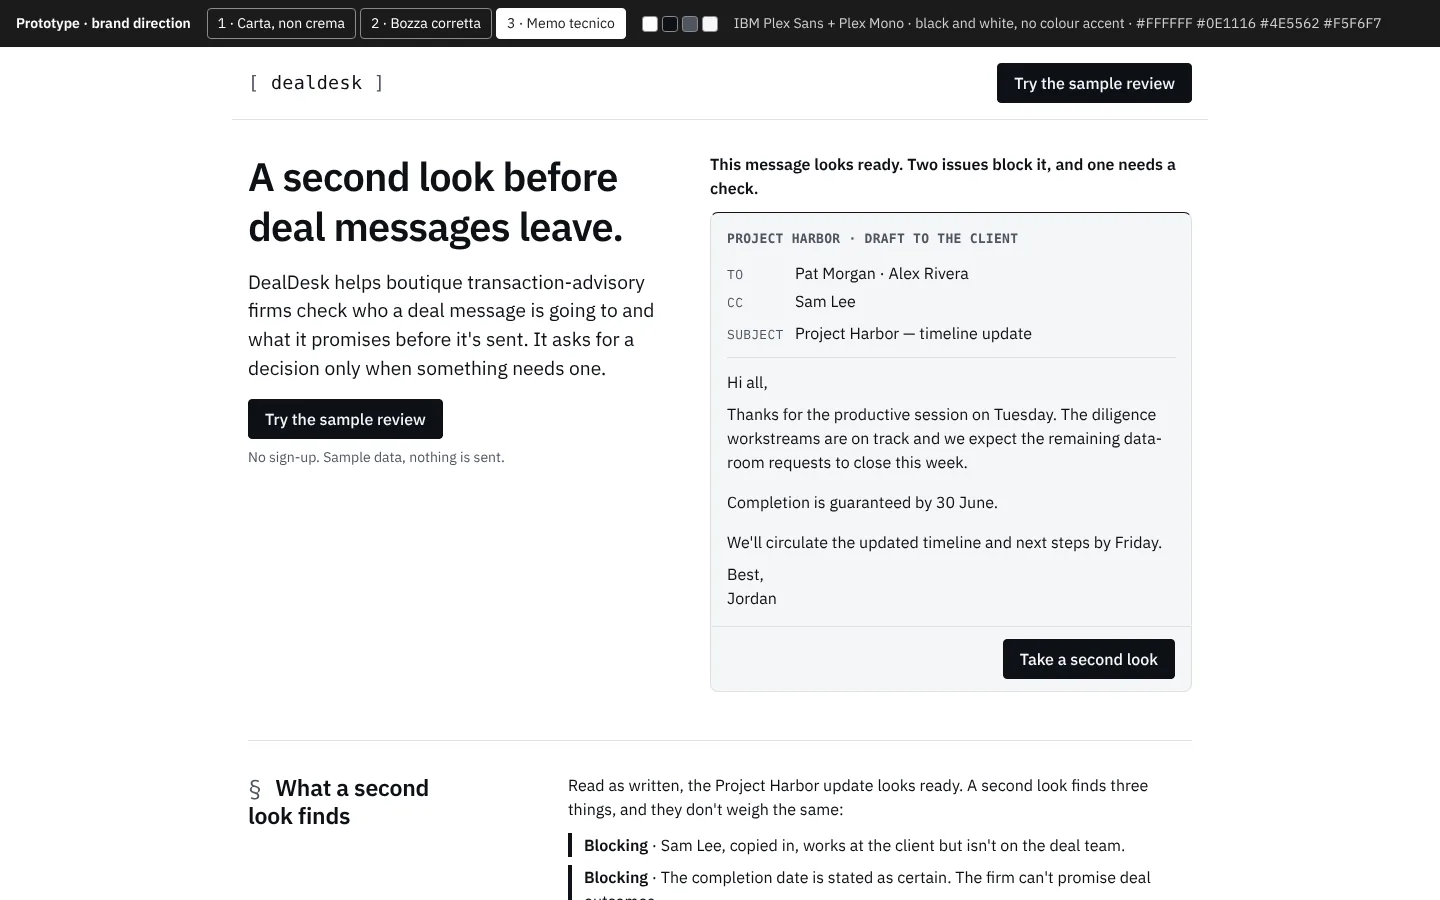 Prototype · brand direction
1 · Carta, non crema
2 · Bozza corretta
3 · Memo tecnico
IBM Plex Sans + Plex Mono · black and white, no colour accent · #FFFFFF #0E1116 #4E5562 #F5F6F7
[ dealdesk ]
Try the sample review
A second look before
deal messages leave.
DealDesk helps boutique transaction-advisory
firms check who a deal message is going to and
what it promises before it's sent. It asks for a
decision only when something needs one.
Try the sample review
No sign-up. Sample data, nothing is sent.
This message looks ready. Two issues block it, and one needs a
check.
PROJECT HARBOR · DRAFT TO THE CLIENT
TO Pat Morgan · Alex Rivera
CC Sam Lee
SUBJECT Project Harbor — timeline update
Hi all,
Thanks for the productive session on Tuesday. The diligence
workstreams are on track and we expect the remaining data-
room requests to close this week.
Completion is guaranteed by 30 June.
We'll circulate the updated timeline and next steps by Friday.
Best,
Jordan
Take a second look
§ What a second
look finds
Read as written, the Project Harbor update looks ready. A second look finds three
things, and they don't weigh the same:
Blocking · Sam Lee, copied in, works at the client but isn't on the deal team.
Blocking · The completion date is stated as certain. The firm can't promise deal